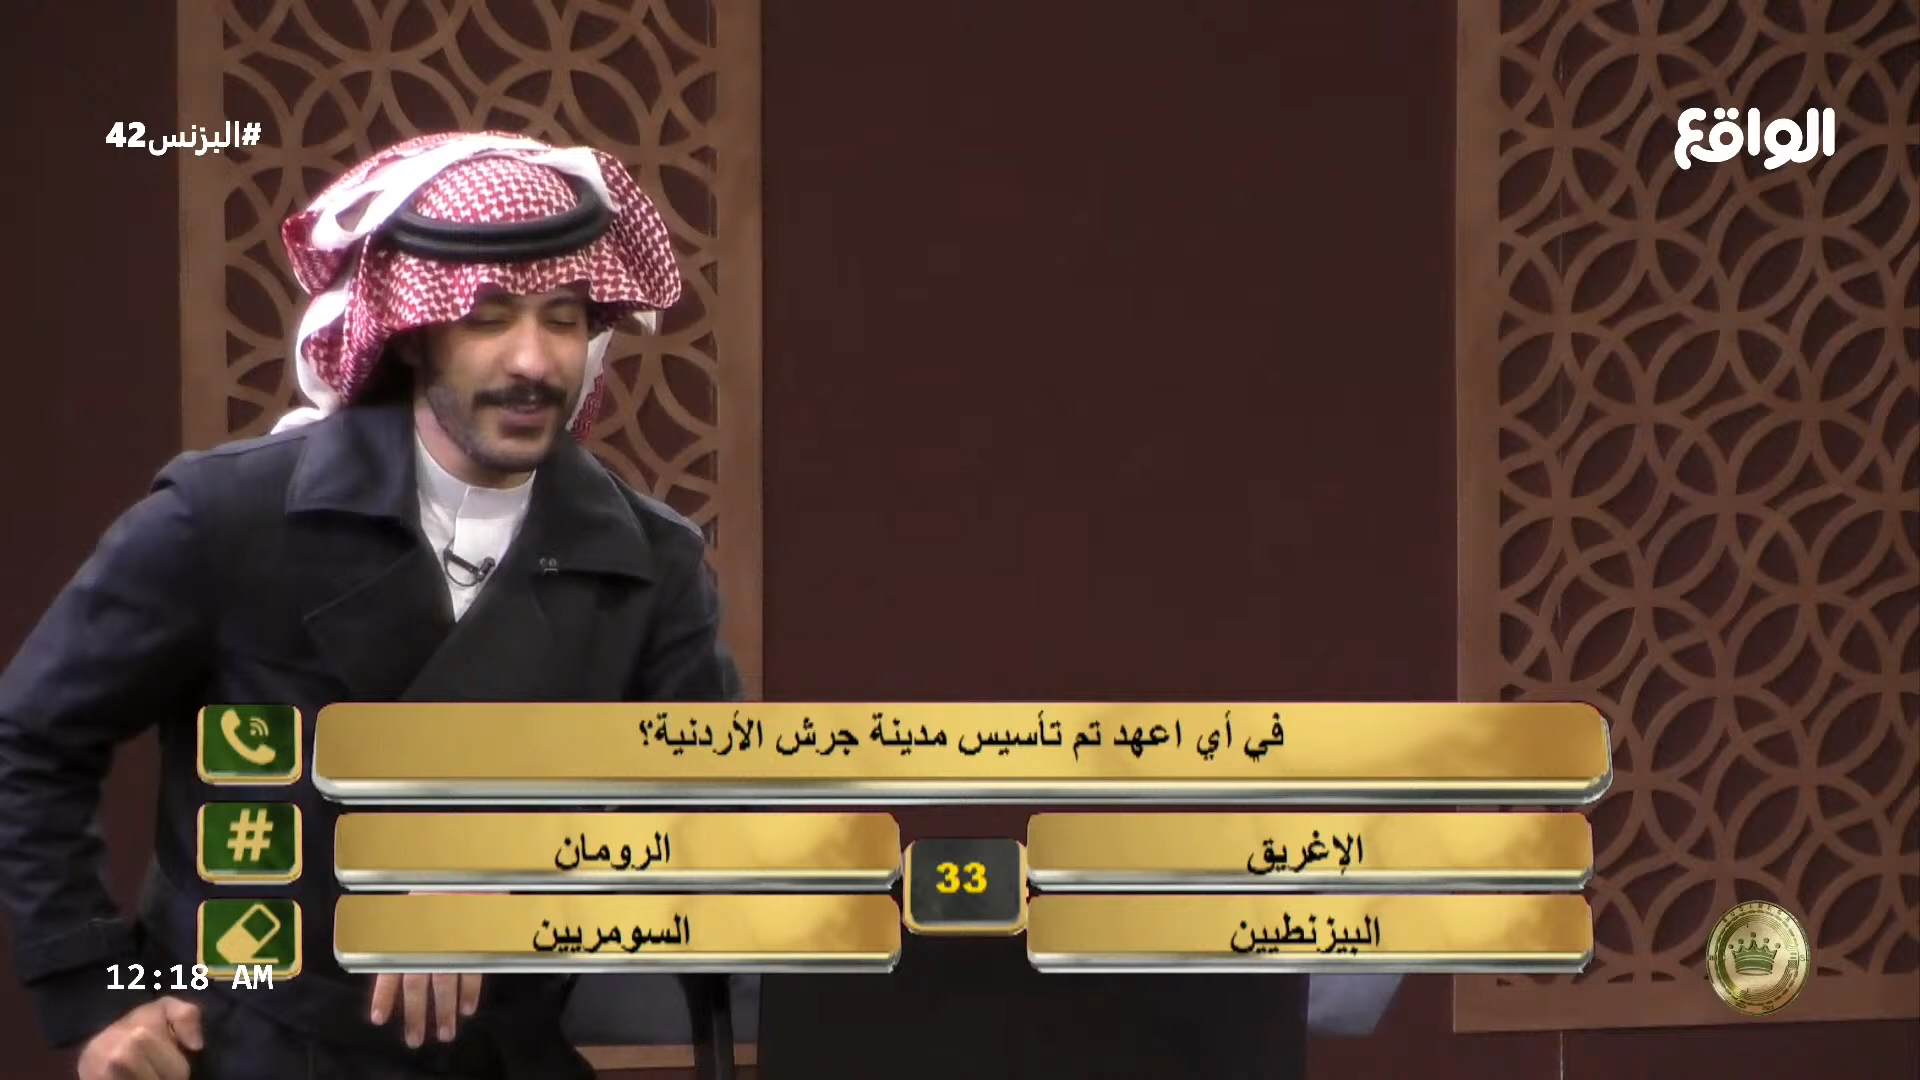 #البزنس42
الواقع
في أي اعهد تم تأسيس مدينة جرش الأردنية؟
#
الإغريق
الرومان
33
البيزنطيين
السومريين
12:18 AM